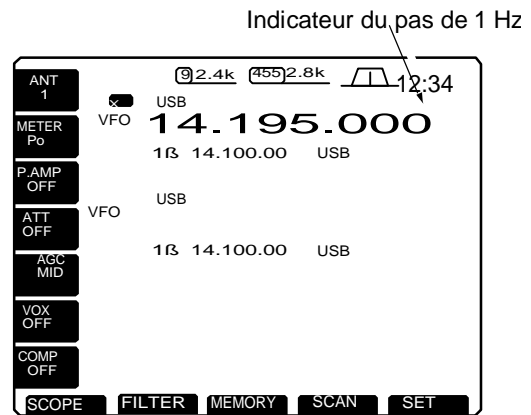 Indicateur du pas de 1 Hz
9 2.4k 455 2.8k 12:34
ANT
1
USB
VFO 14.195.000
METER
Po
1ß 14.100.00 USB
P.AMP
OFF
USB
VFO
ATT
OFF
1ß 14.100.00 USB
AGC
MID
VOX
OFF
COMP
OFF
SCOPE FILTER MEMORY SCAN SET